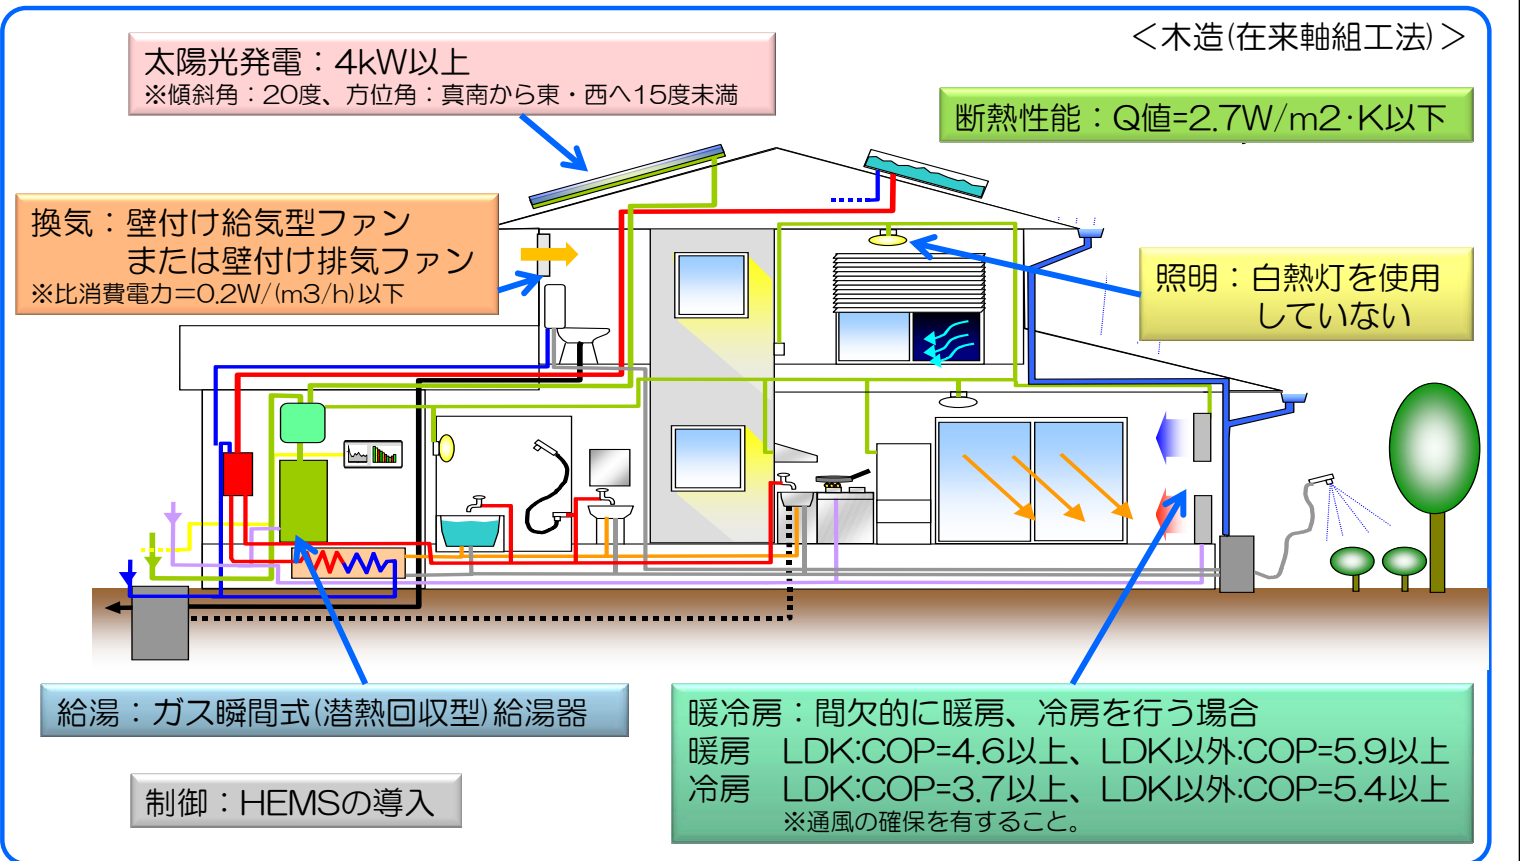 ＜木造(在来軸組工法)＞
太陽光発電：4kW以上
※傾斜角：20度、方位角：真南から東・西へ15度未満
断熱性能：Q値=2.7W/m2･K以下
換気：壁付け給気型ファン
または壁付け排気ファン
※比消費電力＝0.2W/(m3/h)以下
照明：白熱灯を使用
していない
給湯：ガス瞬間式(潜熱回収型)給湯器
暖冷房：間欠的に暖房、冷房を行う場合
暖房　LDK:COP=4.6以上、LDK以外:COP=5.9以上
冷房　LDK:COP=3.7以上、LDK以外:COP=5.4以上
※通風の確保を有すること。
制御：HEMSの導入